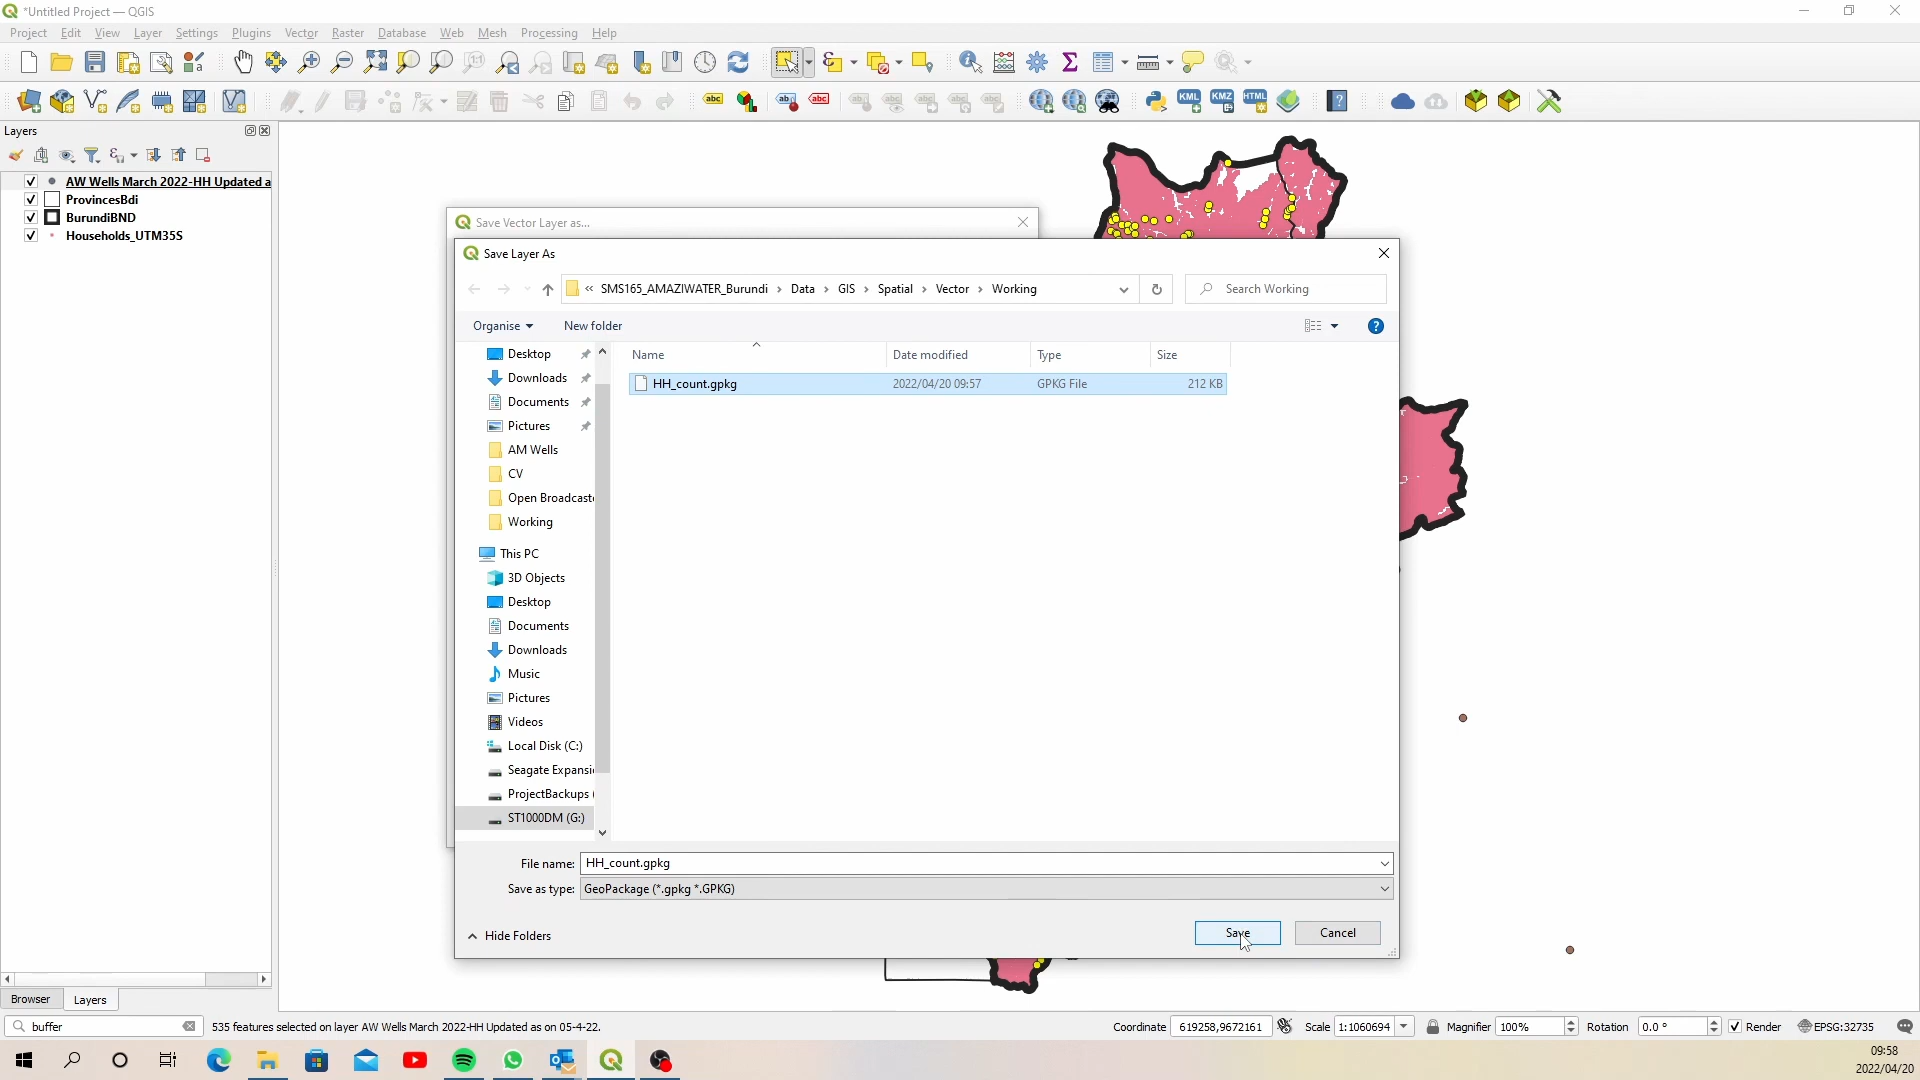 *Untitled Project — QGIS
Project Edit View Layer Settings Plugins Vector Raster Database Web Mesh Processing Help
abc abc abc KML KMZ HTML
Layers
AW Wells March 2022-HH Updated a
ProvincesBdi
BurundiBND
Households_UTM35S
Save Vector Layer as...
Save Layer As
« SMS165_AMAZIWATER_Burundi › Data › GIS › Spatial › Vector › Working
Search Working
Organise New folder
Name Date modified Type Size
HH_count.gpkg 2022/04/20 09:57 GPKG File 212 KB
Desktop
Downloads
Documents
Pictures
AM Wells
CV
Open Broadcast
Working
This PC
3D Objects
Desktop
Documents
Downloads
Music
Pictures
Videos
Local Disk (C:)
Seagate Expansi
ProjectBackups (
ST1000DM (G:)
File name: HH_count.gpkg
Save as type: GeoPackage (*.gpkg *.GPKG)
Hide Folders
Save Cancel
Browser Layers
buffer 535 features selected on layer AW Wells March 2022-HH Updated as on 05-4-22. Coordinate 619258,9672161 Scale 1:1060694 Magnifier 100% Rotation 0.0 ° Render EPSG:32735
09:58
2022/04/20